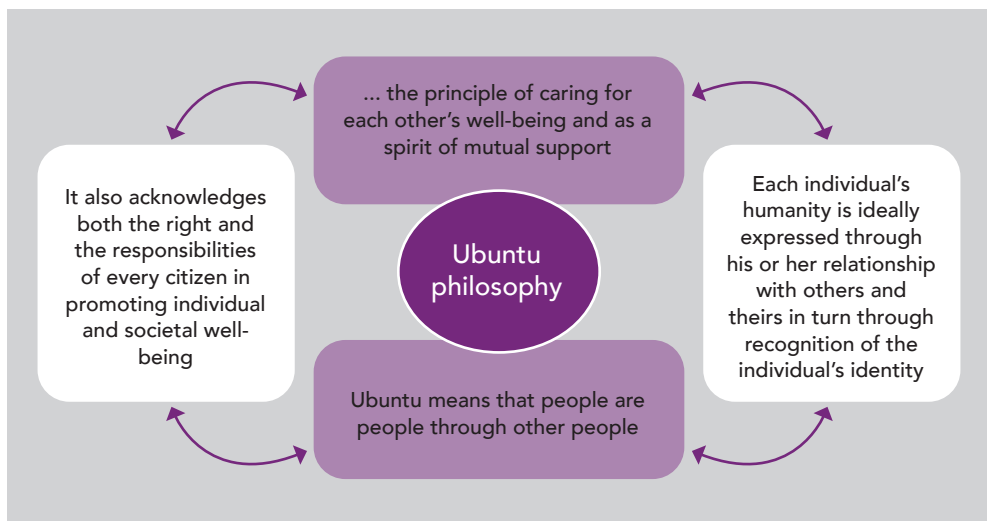 ... the principle of caring for
each other's well-being and as a
spirit of mutual support
It also acknowledges
both the right and
the responsibilities
of every citizen in
promoting individual
and societal well-
being
Ubuntu
philosophy
Each individual's
humanity is ideally
expressed through
his or her relationship
with others and
theirs in turn through
recognition of the
individual's identity
Ubuntu means that people are
people through other people